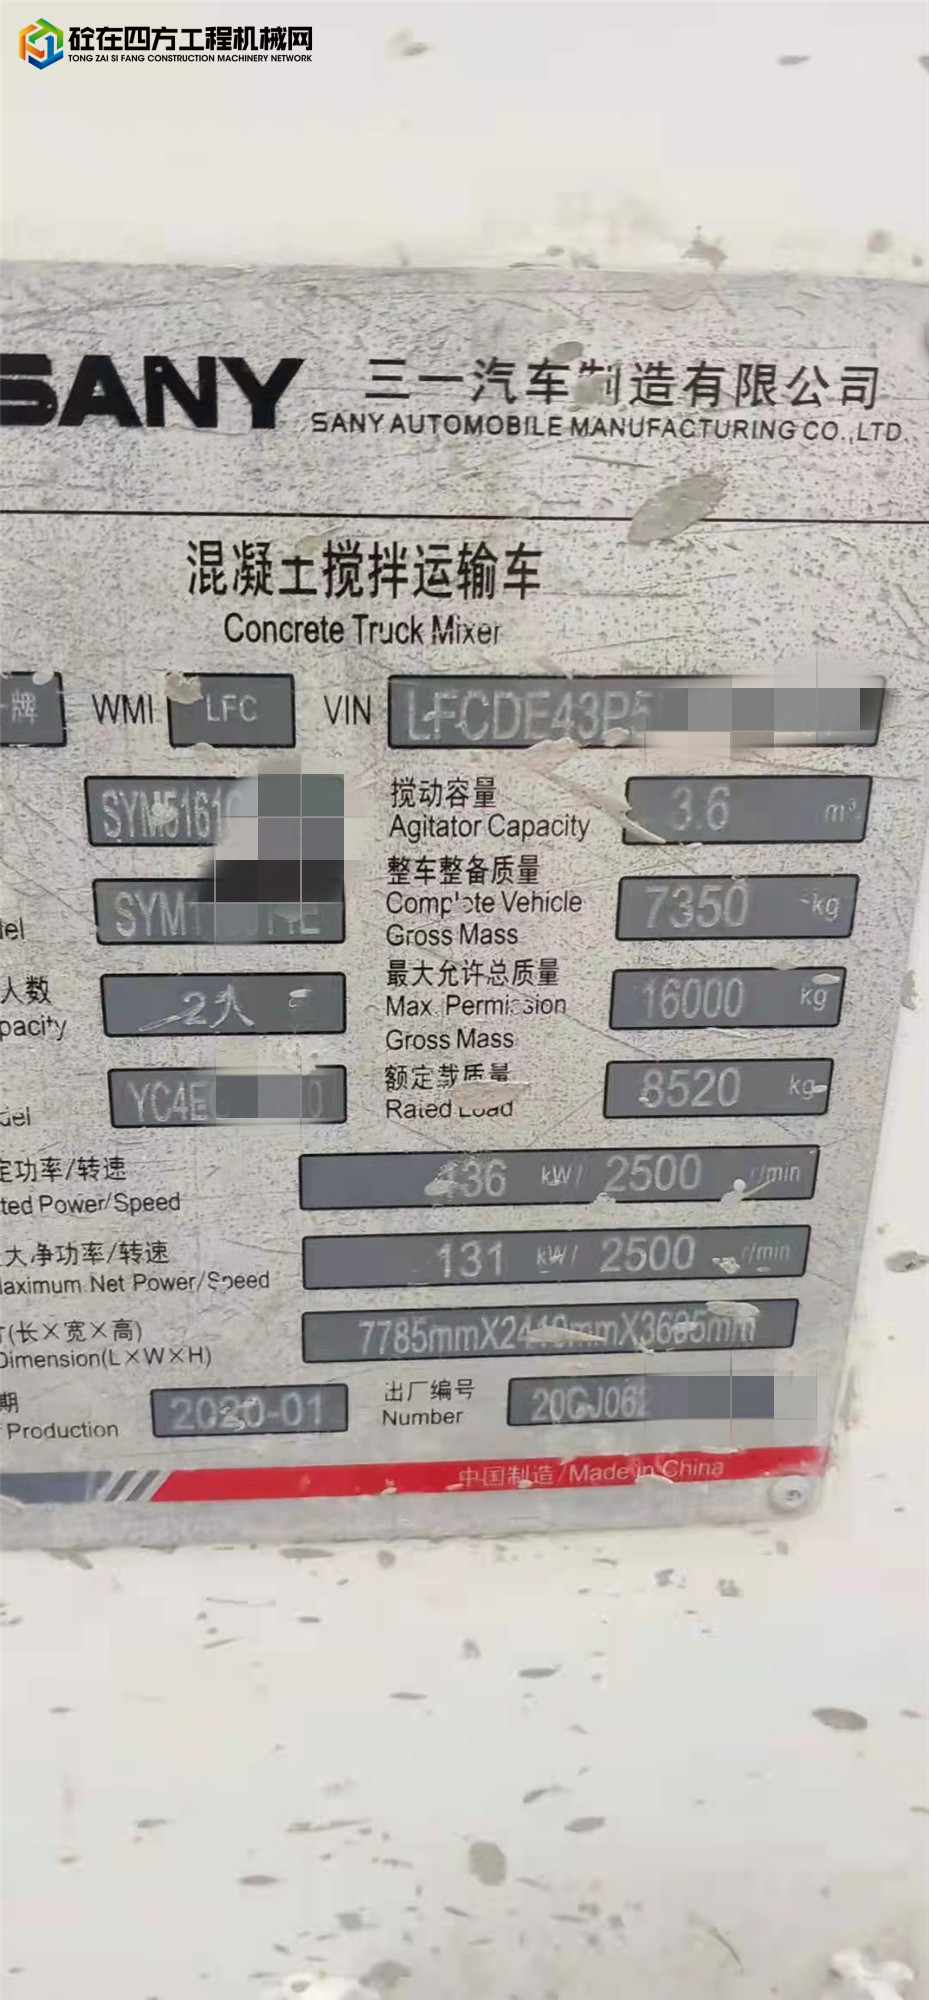 砼在四方工程机械网
TONG ZAI SI FANG CONSTRUCTION MACHINERY NETWORK
SANY 三一汽车制造有限公司
SANY AUTOMOBILE MANUFACTURING CO.,LTD.
混凝土搅拌运输车
Concrete Truck Mixer
牌 WMI LFC VIN LFCDE43P5
SYM5161
搅动容量
Agitator Capacity
3.6 m³
SYM1
整车整备质量
Complete Vehicle
Gross Mass
7350 kg
人数
pacity
2人
最大允许总质量
Max. Permission
Gross Mass
16000 kg
del
YC4E
额定载质量
Rated Load
8520 kg
定功率/转速
ted Power/Speed
136 kW/ 2500 r/min
大净功率/转速
aximum Net Power/Speed
131 kW/ 2500 r/min
(长×宽×高)
Dimension(L×W×H)
7785mmX2410mmX3685mm
期
Production
2020-01
出厂编号
Number
20CJ06
中国制造/Made in China